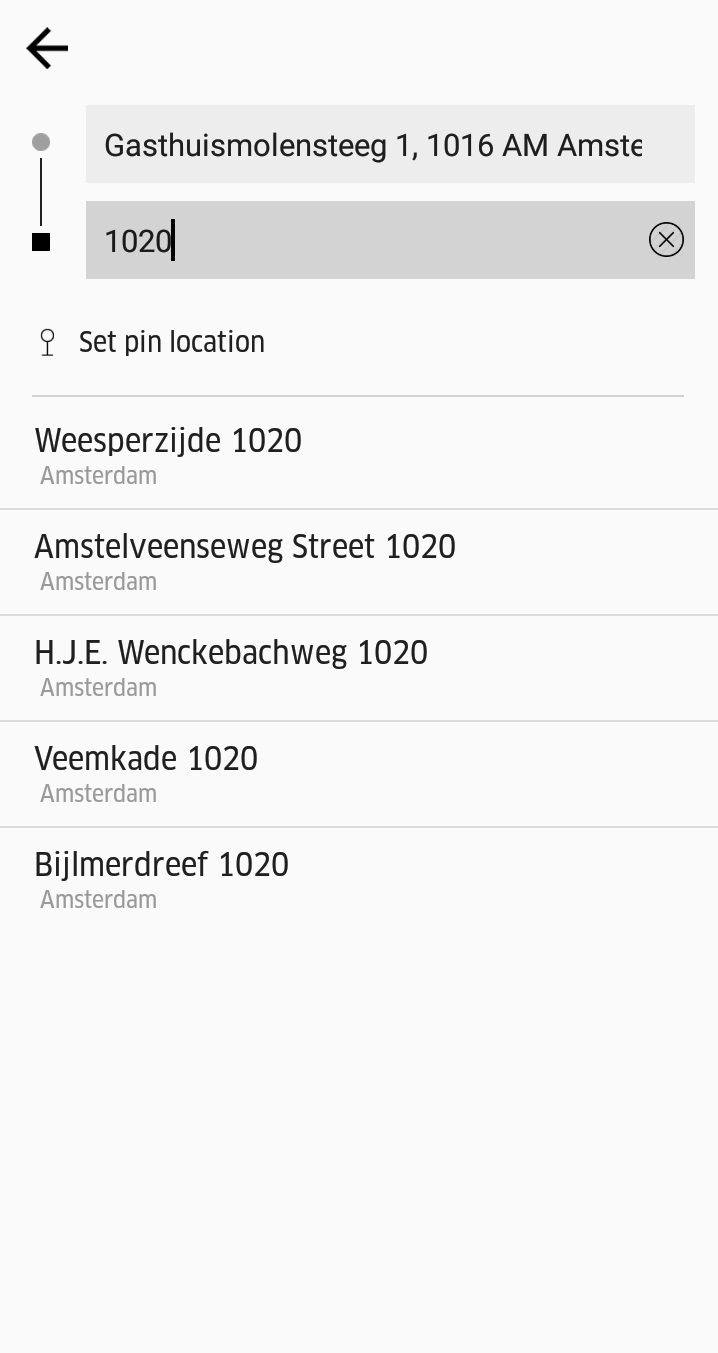 Gasthuismolensteeg 1, 1016 AM Amste
1020
Set pin location
Weesperzijde 1020
Amsterdam
Amstelveenseweg Street 1020
Amsterdam
H.J.E. Wenckebachweg 1020
Amsterdam
Veemkade 1020
Amsterdam
Bijlmerdreef 1020
Amsterdam